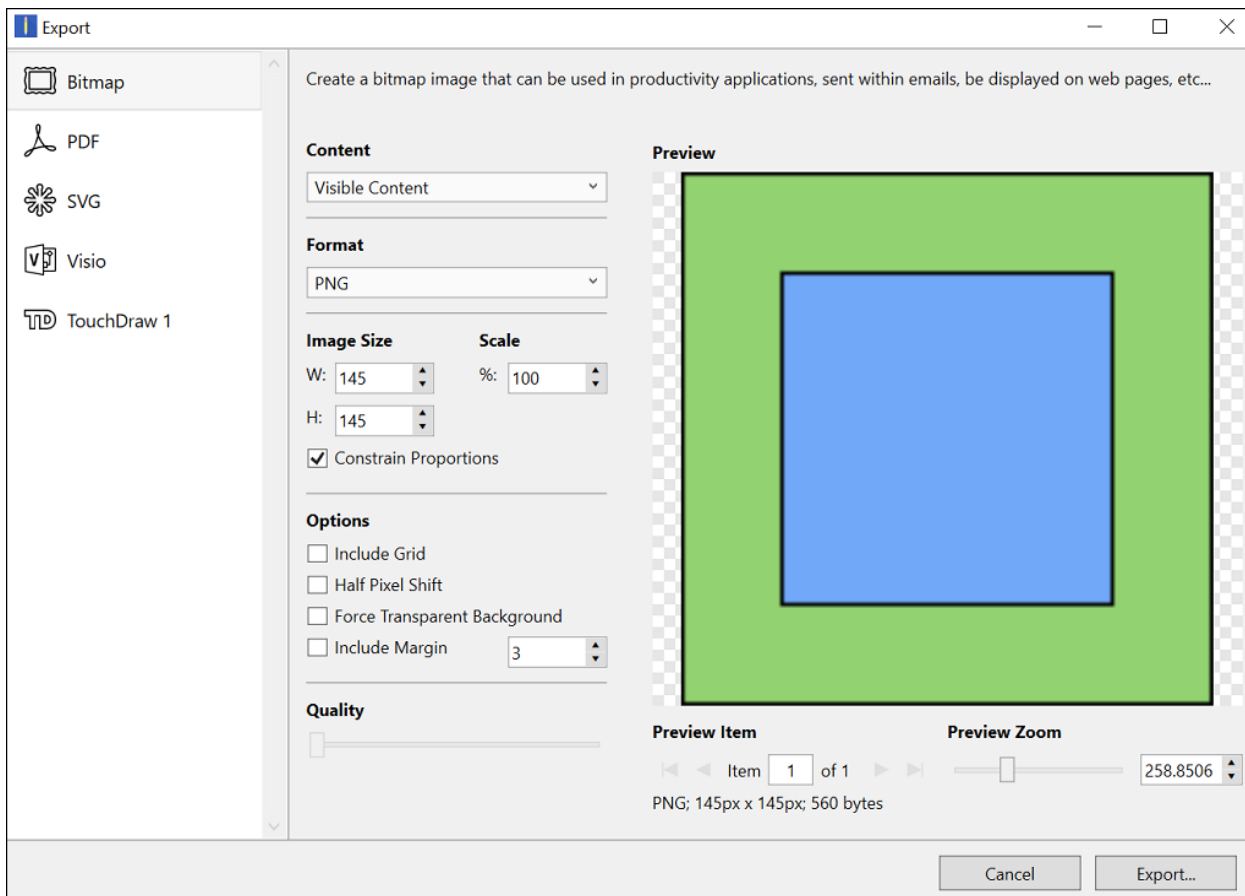 Export
Bitmap
PDF
SVG
Visio
TouchDraw 1
Create a bitmap image that can be used in productivity applications, sent within emails, be displayed on web pages, etc...
Content
Visible Content
Format
PNG
Image Size Scale
W: 145 %: 100
H: 145
Constrain Proportions
Options
Include Grid
Half Pixel Shift
Force Transparent Background
Include Margin 3
Quality
Preview
Preview Item Preview Zoom
Item 1 of 1 258.8506
PNG; 145px x 145px; 560 bytes
Cancel Export...